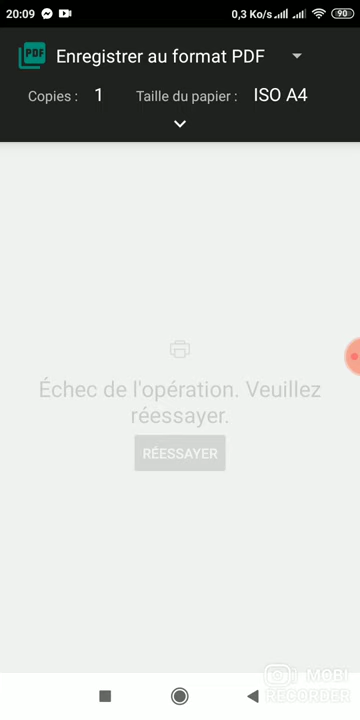 20:09 0,3 Ko/s 90
PDF Enregistrer au format PDF
Copies : 1 Taille du papier : ISO A4
Échec de l'opération. Veuillez
réessayer.
RÉESSAYER
MOBI
RECORDER